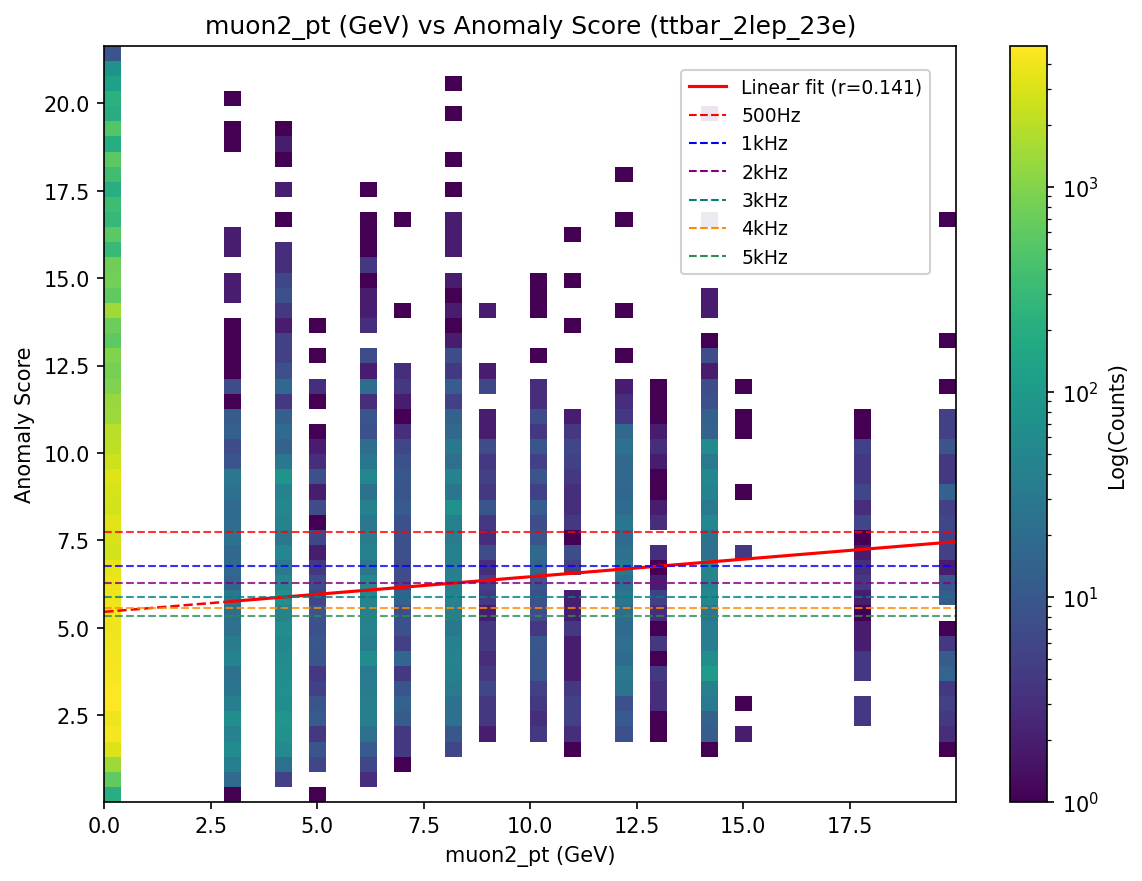 muon2_pt (GeV) vs Anomaly Score (ttbar_2lep_23e)
Linear fit (r=0.141)
500Hz
1kHz
2kHz
3kHz
4kHz
5kHz
Anomaly Score
20.0
17.5
15.0
12.5
10.0
7.5
5.0
2.5
0.0
2.5
5.0
7.5
10.0
12.5
15.0
17.5
muon2_pt (GeV)
10³
10²
10¹
10⁰
Log(Counts)